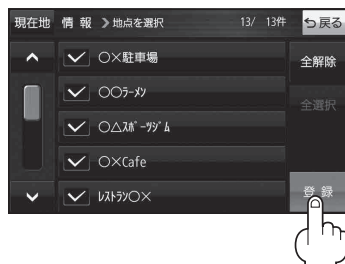 現在地 情 報 ❯地点を選択 13/ 13件 戻る
○×駐車場
全解除
○○ﾗｰﾒﾝ
全選択
○△ｽﾎﾟｰﾂｼﾞﾑ
○×Cafe
ﾚｽﾄﾗﾝ○×
登 録